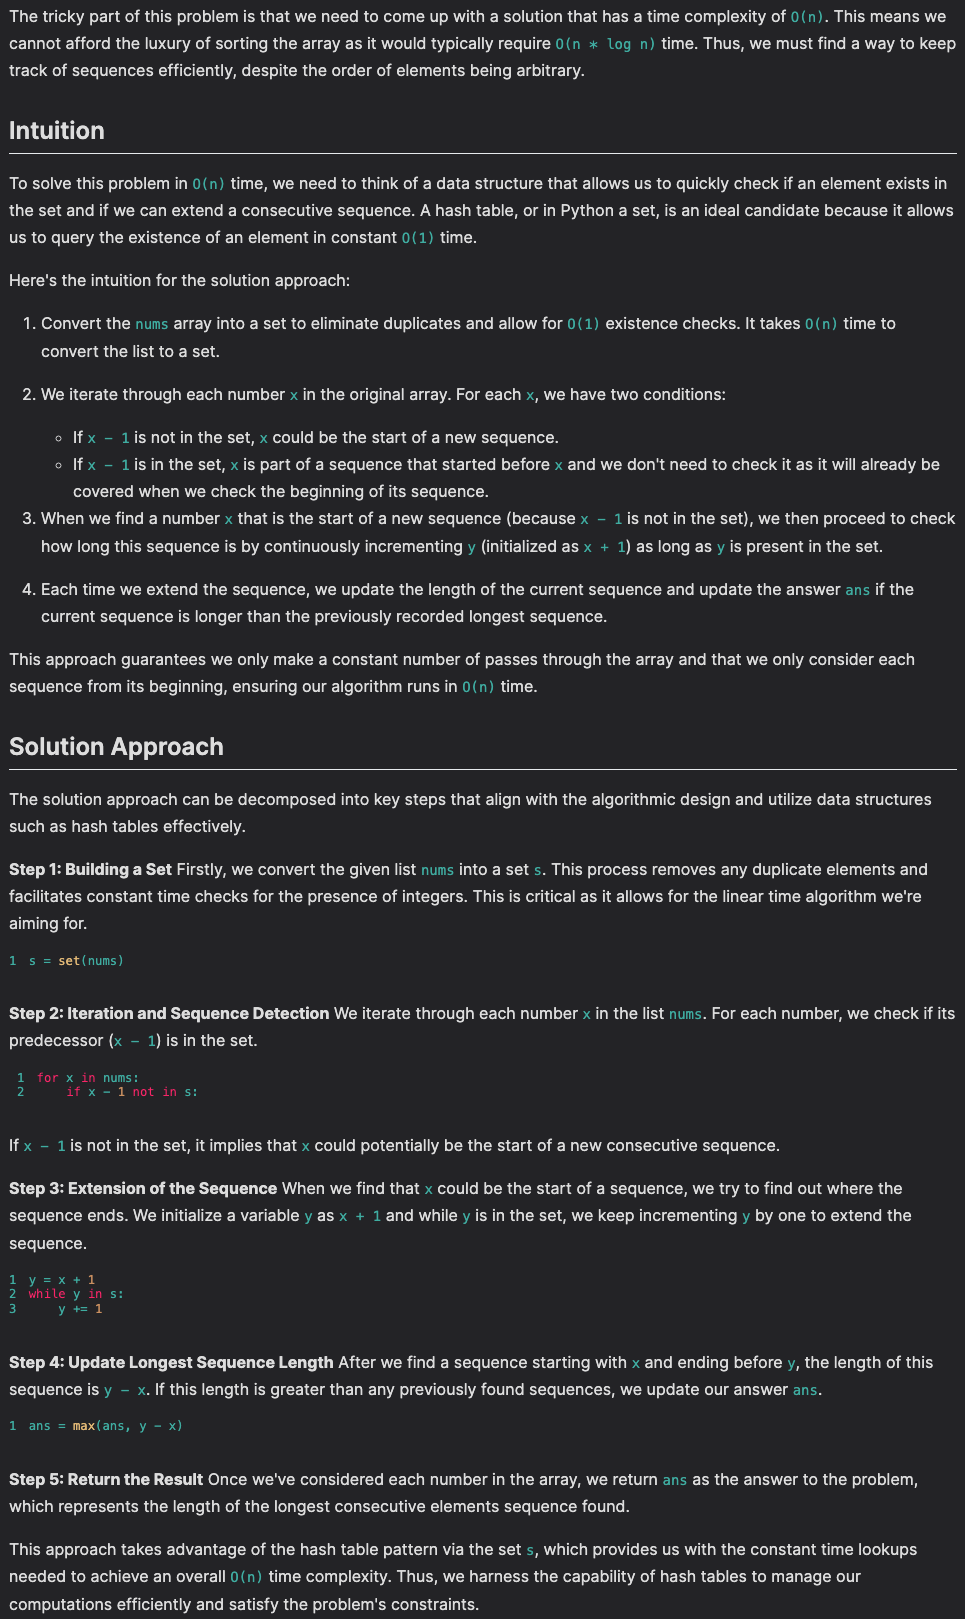 The tricky part of this problem is that we need to come up with a solution that has a time complexity of O(n). This means we
cannot afford the luxury of sorting the array as it would typically require O(n * log n) time. Thus, we must find a way to keep
track of sequences efficiently, despite the order of elements being arbitrary.
Intuition
To solve this problem in O(n) time, we need to think of a data structure that allows us to quickly check if an element exists in
the set and if we can extend a consecutive sequence. A hash table, or in Python a set, is an ideal candidate because it allows
us to query the existence of an element in constant O(1) time.
Here's the intuition for the solution approach:
1. Convert the nums array into a set to eliminate duplicates and allow for O(1) existence checks. It takes O(n) time to
convert the list to a set.
2. We iterate through each number x in the original array. For each x, we have two conditions:
◦ If x - 1 is not in the set, x could be the start of a new sequence.
◦ If x - 1 is in the set, x is part of a sequence that started before x and we don't need to check it as it will already be
covered when we check the beginning of its sequence.
3. When we find a number x that is the start of a new sequence (because x - 1 is not in the set), we then proceed to check
how long this sequence is by continuously incrementing y (initialized as x + 1) as long as y is present in the set.
4. Each time we extend the sequence, we update the length of the current sequence and update the answer ans if the
current sequence is longer than the previously recorded longest sequence.
This approach guarantees we only make a constant number of passes through the array and that we only consider each
sequence from its beginning, ensuring our algorithm runs in O(n) time.
Solution Approach
The solution approach can be decomposed into key steps that align with the algorithmic design and utilize data structures
such as hash tables effectively.
Step 1: Building a Set Firstly, we convert the given list nums into a set s. This process removes any duplicate elements and
facilitates constant time checks for the presence of integers. This is critical as it allows for the linear time algorithm we're
aiming for.
1 s = set(nums)
Step 2: Iteration and Sequence Detection We iterate through each number x in the list nums. For each number, we check if its
predecessor (x - 1) is in the set.
1 for x in nums:
2     if x - 1 not in s:
If x - 1 is not in the set, it implies that x could potentially be the start of a new consecutive sequence.
Step 3: Extension of the Sequence When we find that x could be the start of a sequence, we try to find out where the
sequence ends. We initialize a variable y as x + 1 and while y is in the set, we keep incrementing y by one to extend the
sequence.
1 y = x + 1
2 while y in s:
3     y += 1
Step 4: Update Longest Sequence Length After we find a sequence starting with x and ending before y, the length of this
sequence is y - x. If this length is greater than any previously found sequences, we update our answer ans.
1 ans = max(ans, y - x)
Step 5: Return the Result Once we've considered each number in the array, we return ans as the answer to the problem,
which represents the length of the longest consecutive elements sequence found.
This approach takes advantage of the hash table pattern via the set s, which provides us with the constant time lookups
needed to achieve an overall O(n) time complexity. Thus, we harness the capability of hash tables to manage our
computations efficiently and satisfy the problem's constraints.